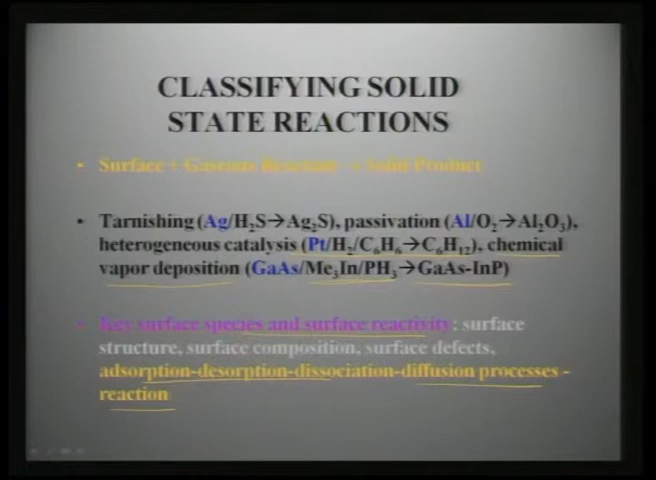 CLASSIFYING SOLID
STATE REACTIONS
• Surface + Gaseous Reactant → Solid Product
• Tarnishing (Ag/H₂S→Ag₂S), passivation (Al/O₂→Al₂O₃),
heterogeneous catalysis (Pt/H₂/C₆H₆→C₆H₁₂), chemical
vapor deposition (GaAs/Me₃In/PH₃→GaAs-InP)
• Key surface species and surface reactivity: surface
structure, surface composition, surface defects,
adsorption-desorption-dissociation-diffusion processes -
reaction